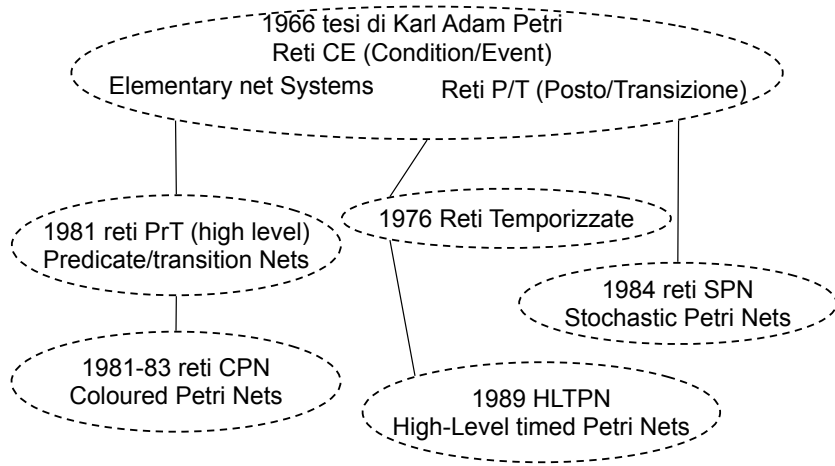 1966 tesi di Karl Adam Petri
Reti CE (Condition/Event)
Elementary net Systems
Reti P/T (Posto/Transizione)
1981 reti PrT (high level)
Predicate/transition Nets
1976 Reti Temporizzate
1984 reti SPN
Stochastic Petri Nets
1981-83 reti CPN
Coloured Petri Nets
1989 HLTPN
High-Level timed Petri Nets